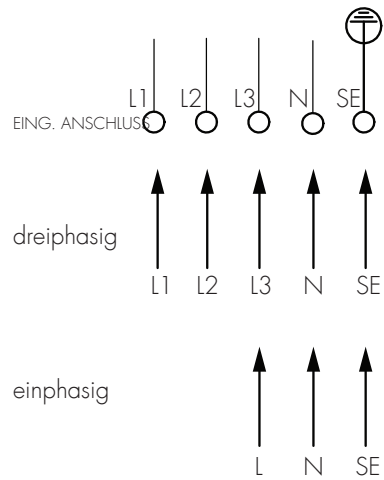 L1 L2 L3 N SE
EING. ANSCHLUSS
dreiphasig
L1 L2 L3 N SE
einphasig
L N SE